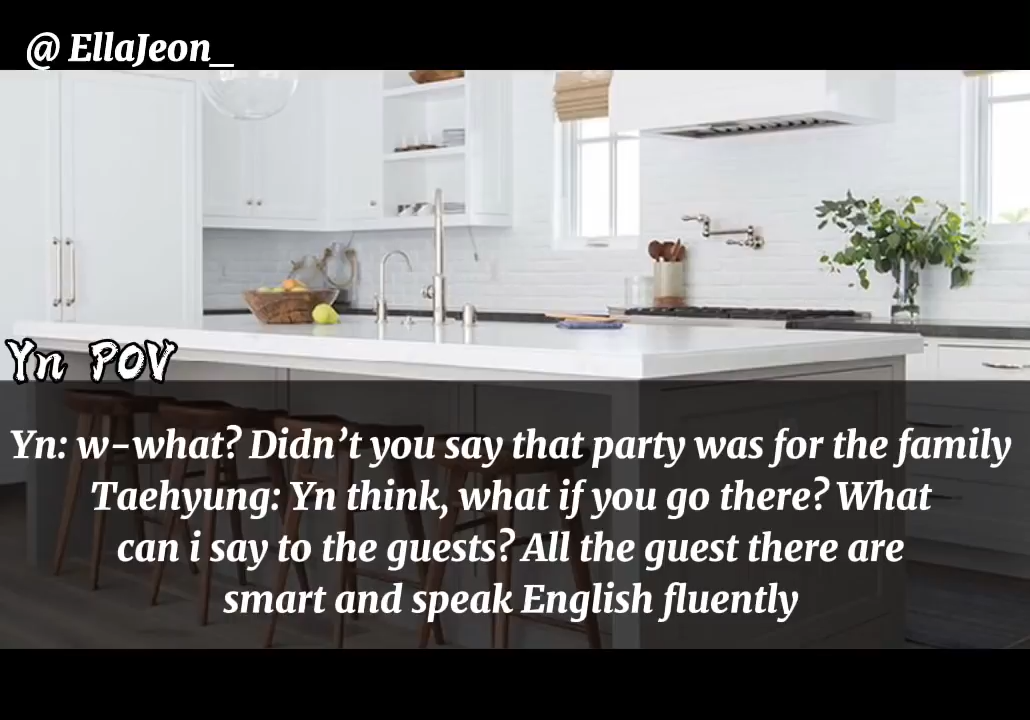 @ EllaJeon_
Yn POV
Yn: w-what? Didn’t you say that party was for the family
Taehyung: Yn think, what if you go there? What
can i say to the guests? All the guest there are
smart and speak English fluently